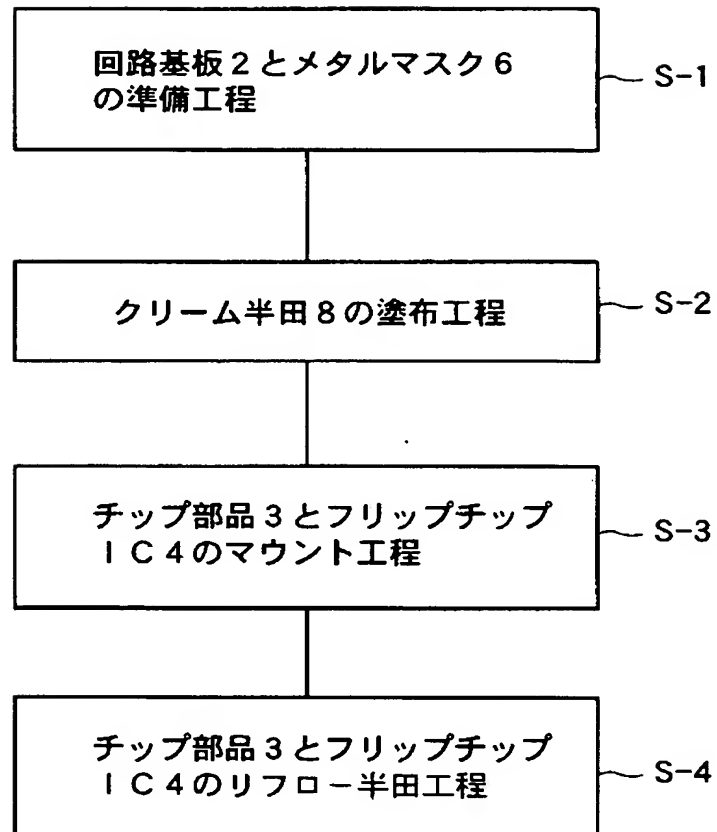 回路基板２とメタルマスク６
の準備工程
S-1
クリーム半田８の塗布工程
S-2
チップ部品３とフリップチップ
ＩＣ４のマウント工程
S-3
チップ部品３とフリップチップ
ＩＣ４のリフロー半田工程
S-4